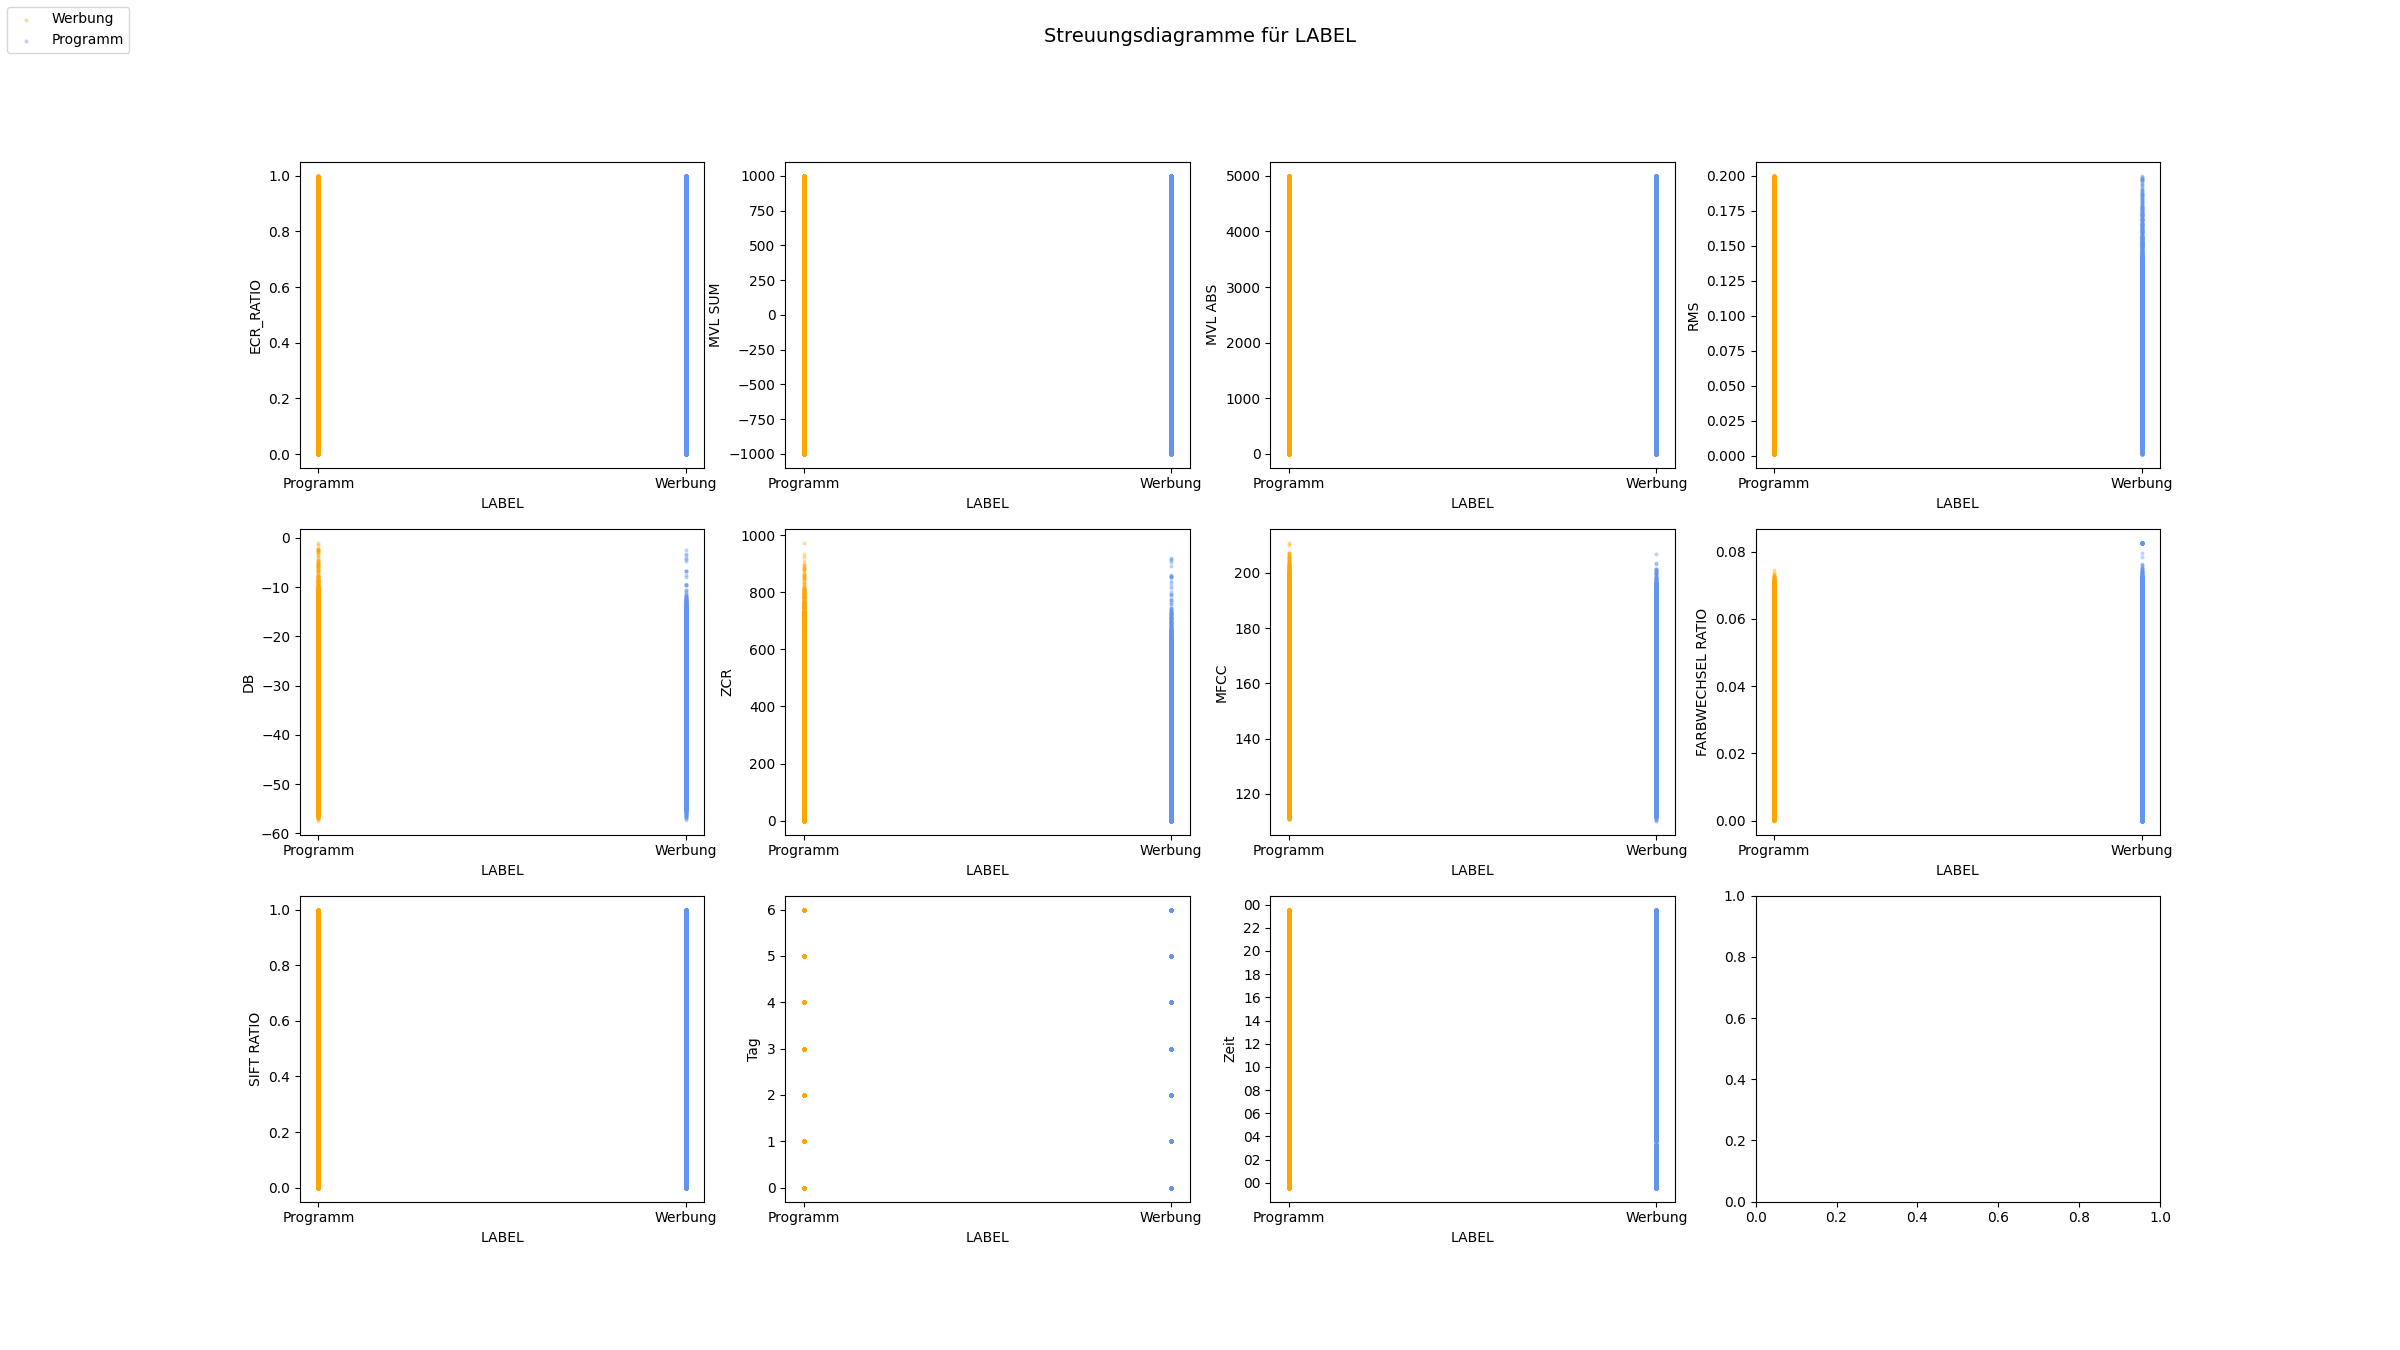 Werbung
Programm
Streuungsdiagramme für LABEL
1.0
0.8
0.6
0.4
0.2
0.0
ECR_RATIO
Programm
Werbung
LABEL
1000
750
500
250
0
−250
−500
−750
−1000
MVL SUM
Programm
Werbung
LABEL
5000
4000
3000
2000
1000
0
MVL ABS
Programm
Werbung
LABEL
0.200
0.175
0.150
0.125
0.100
0.075
0.050
0.025
0.000
RMS
Programm
Werbung
LABEL
0
−10
−20
−30
−40
−50
−60
DB
Programm
Werbung
LABEL
1000
800
600
400
200
0
ZCR
Programm
Werbung
LABEL
200
180
160
140
120
MFCC
Programm
Werbung
LABEL
0.08
0.06
0.04
0.02
0.00
FARBWECHSEL RATIO
Programm
Werbung
LABEL
1.0
0.8
0.6
0.4
0.2
0.0
SIFT RATIO
Programm
Werbung
LABEL
6
5
4
3
2
1
0
Tag
Programm
Werbung
LABEL
00
22
20
18
16
14
12
10
08
06
04
02
00
Zeit
Programm
Werbung
LABEL
1.0
0.8
0.6
0.4
0.2
0.0
0.0 0.2 0.4 0.6 0.8 1.0